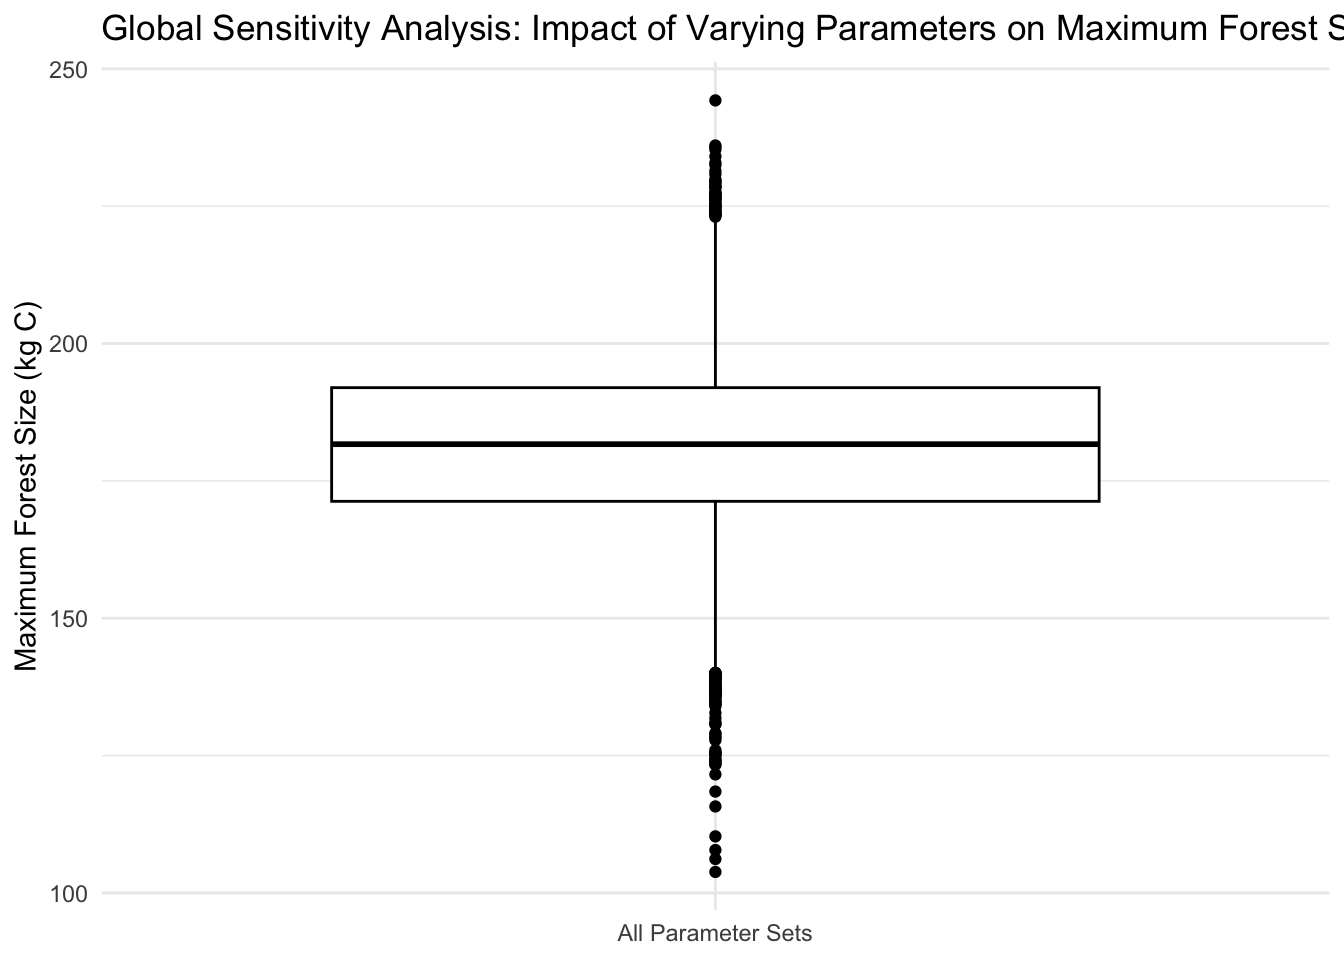 Global Sensitivity Analysis: Impact of Varying Parameters on Maximum Forest S
250
200
150
100
Maximum Forest Size (kg C)
All Parameter Sets